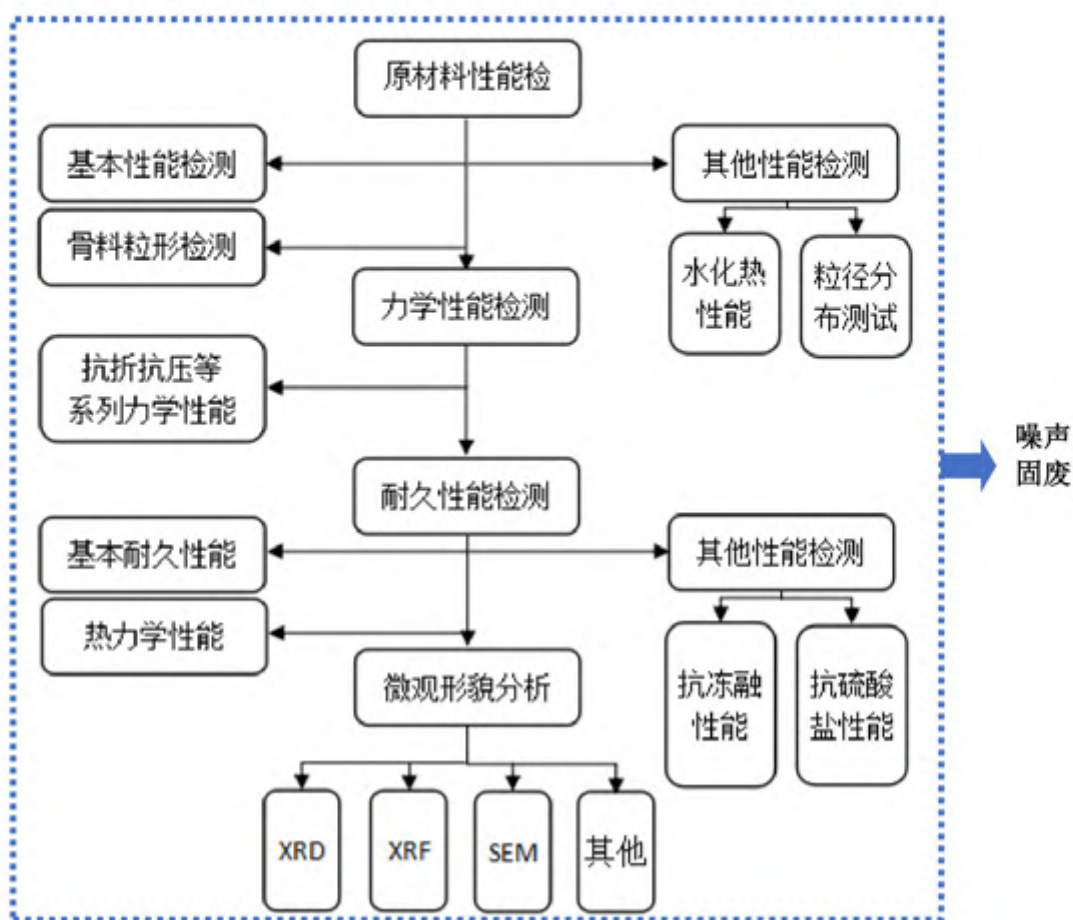 原材料性能检
基本性能检测
其他性能检测
骨料粒形检测
水化热
性能
粒径分
布测试
力学性能检测
抗折抗压等
系列力学性能
噪声
固废
耐久性能检测
基本耐久性能
其他性能检测
热力学性能
抗冻融
性能
抗硫酸
盐性能
微观形貌分析
XRD
XRF
SEM
其他